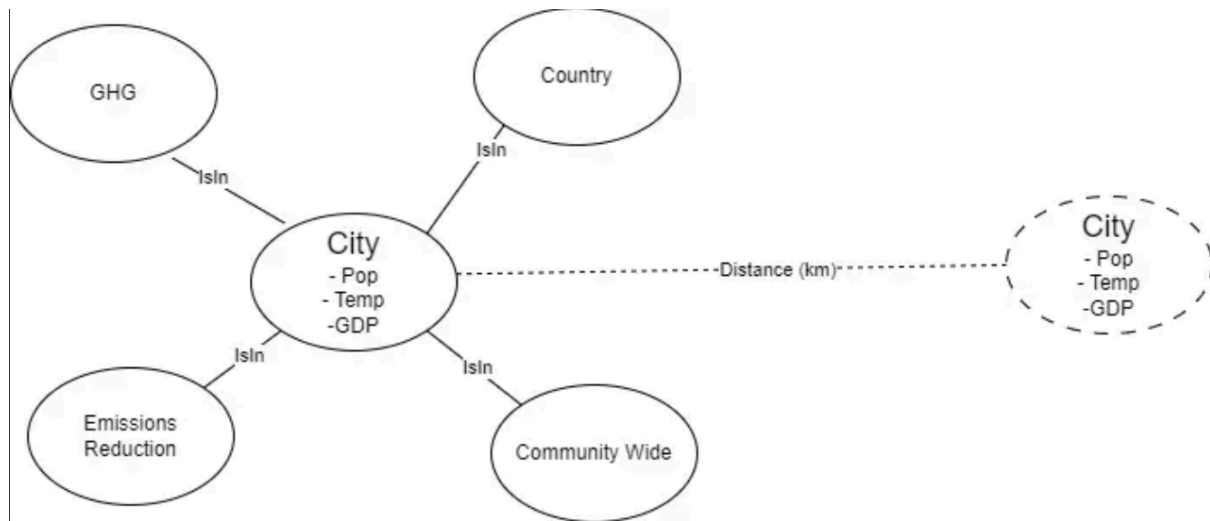 GHG
Country
IsIn
IsIn
City
- Pop
- Temp
-GDP
Distance (km)
City
- Pop
- Temp
-GDP
IsIn
IsIn
Emissions
Reduction
Community Wide